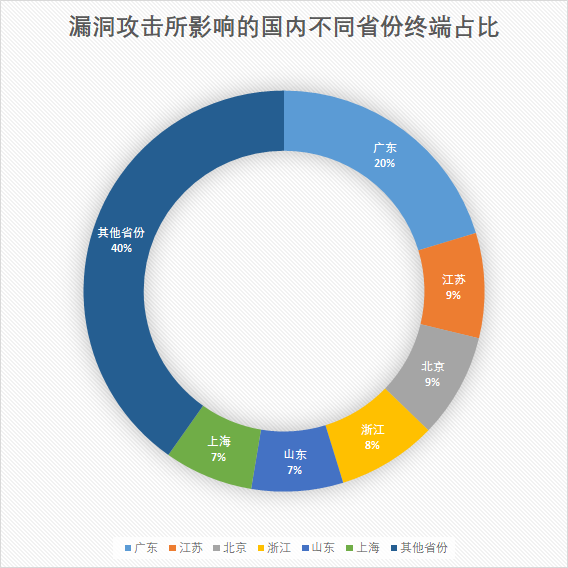 漏洞攻击所影响的国内不同省份终端占比
广东
20%
江苏
9%
北京
9%
浙江
8%
山东
7%
上海
7%
其他省份
40%
广东 江苏 北京 浙江 山东 上海 其他省份